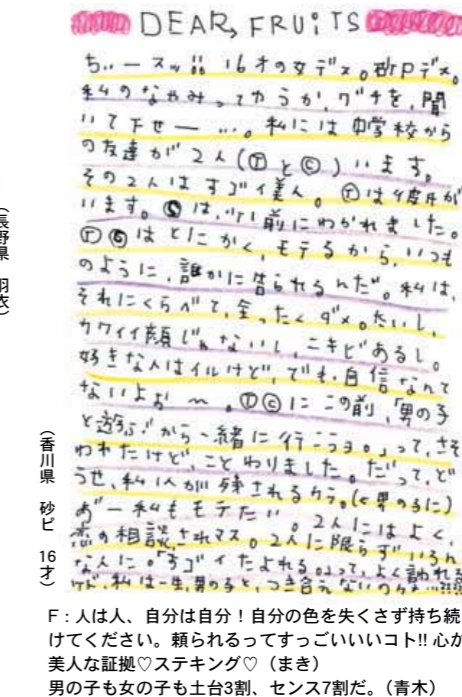 DEAR, FRUiTS
ちぃースッ!! 16才の女デス。砂Pデス。
私のなやみってゆうか、グチを、聞
いて下せー…。私には中学校から
の友達が2人(ⓉとⒸ)います。
その2人はすゴイ美人。Ⓣは彼氏が
います。Ⓢは、少し前にわかれました。
ⓉⓈはとにかく、モテるから、いつも
のように、誰かに告られるんだ。私は、
それにくらべて、全ったくダメ。だいし、
カワイイ顔じゃないし、ニキビあるし。
好きな人はイルけど、でも、自信なんて
ないよぉ〜。ⓉⒸにこの前、「男の子
と遊ぶから一緒に行こうヨ。」って、さそ
われたけど、ことわりました。だって、ど
うせ、私1人が残されるカラ。(<男の子に)
あ゛ー私もモテたい。2人にはよく、
恋の相談されマス。2人に限らずいろん
な人に。「すゴイたよれる。」って、よく言われる
けど、私は一生、男の子と、つき合えないのかな…
(長野県 羽衣)
(香川県 砂ピ 16才)
F:人は人、自分は自分!自分の色を失くさず持ち続
けてください。頼られるってすっごいいいコト!! 心が
美人な証拠♡ステキング♡(まき)
男の子も女の子も土台3割、センス7割だ。(青木)